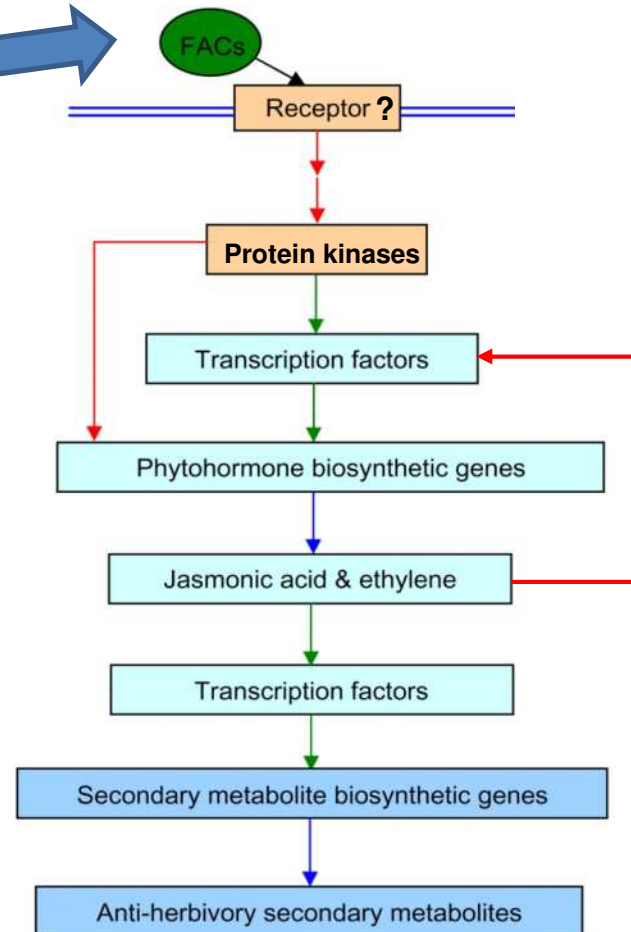 FACs
Receptor ?
Protein kinases
Transcription factors
Phytohormone biosynthetic genes
Jasmonic acid & ethylene
Transcription factors
Secondary metabolite biosynthetic genes
Anti-herbivory secondary metabolites